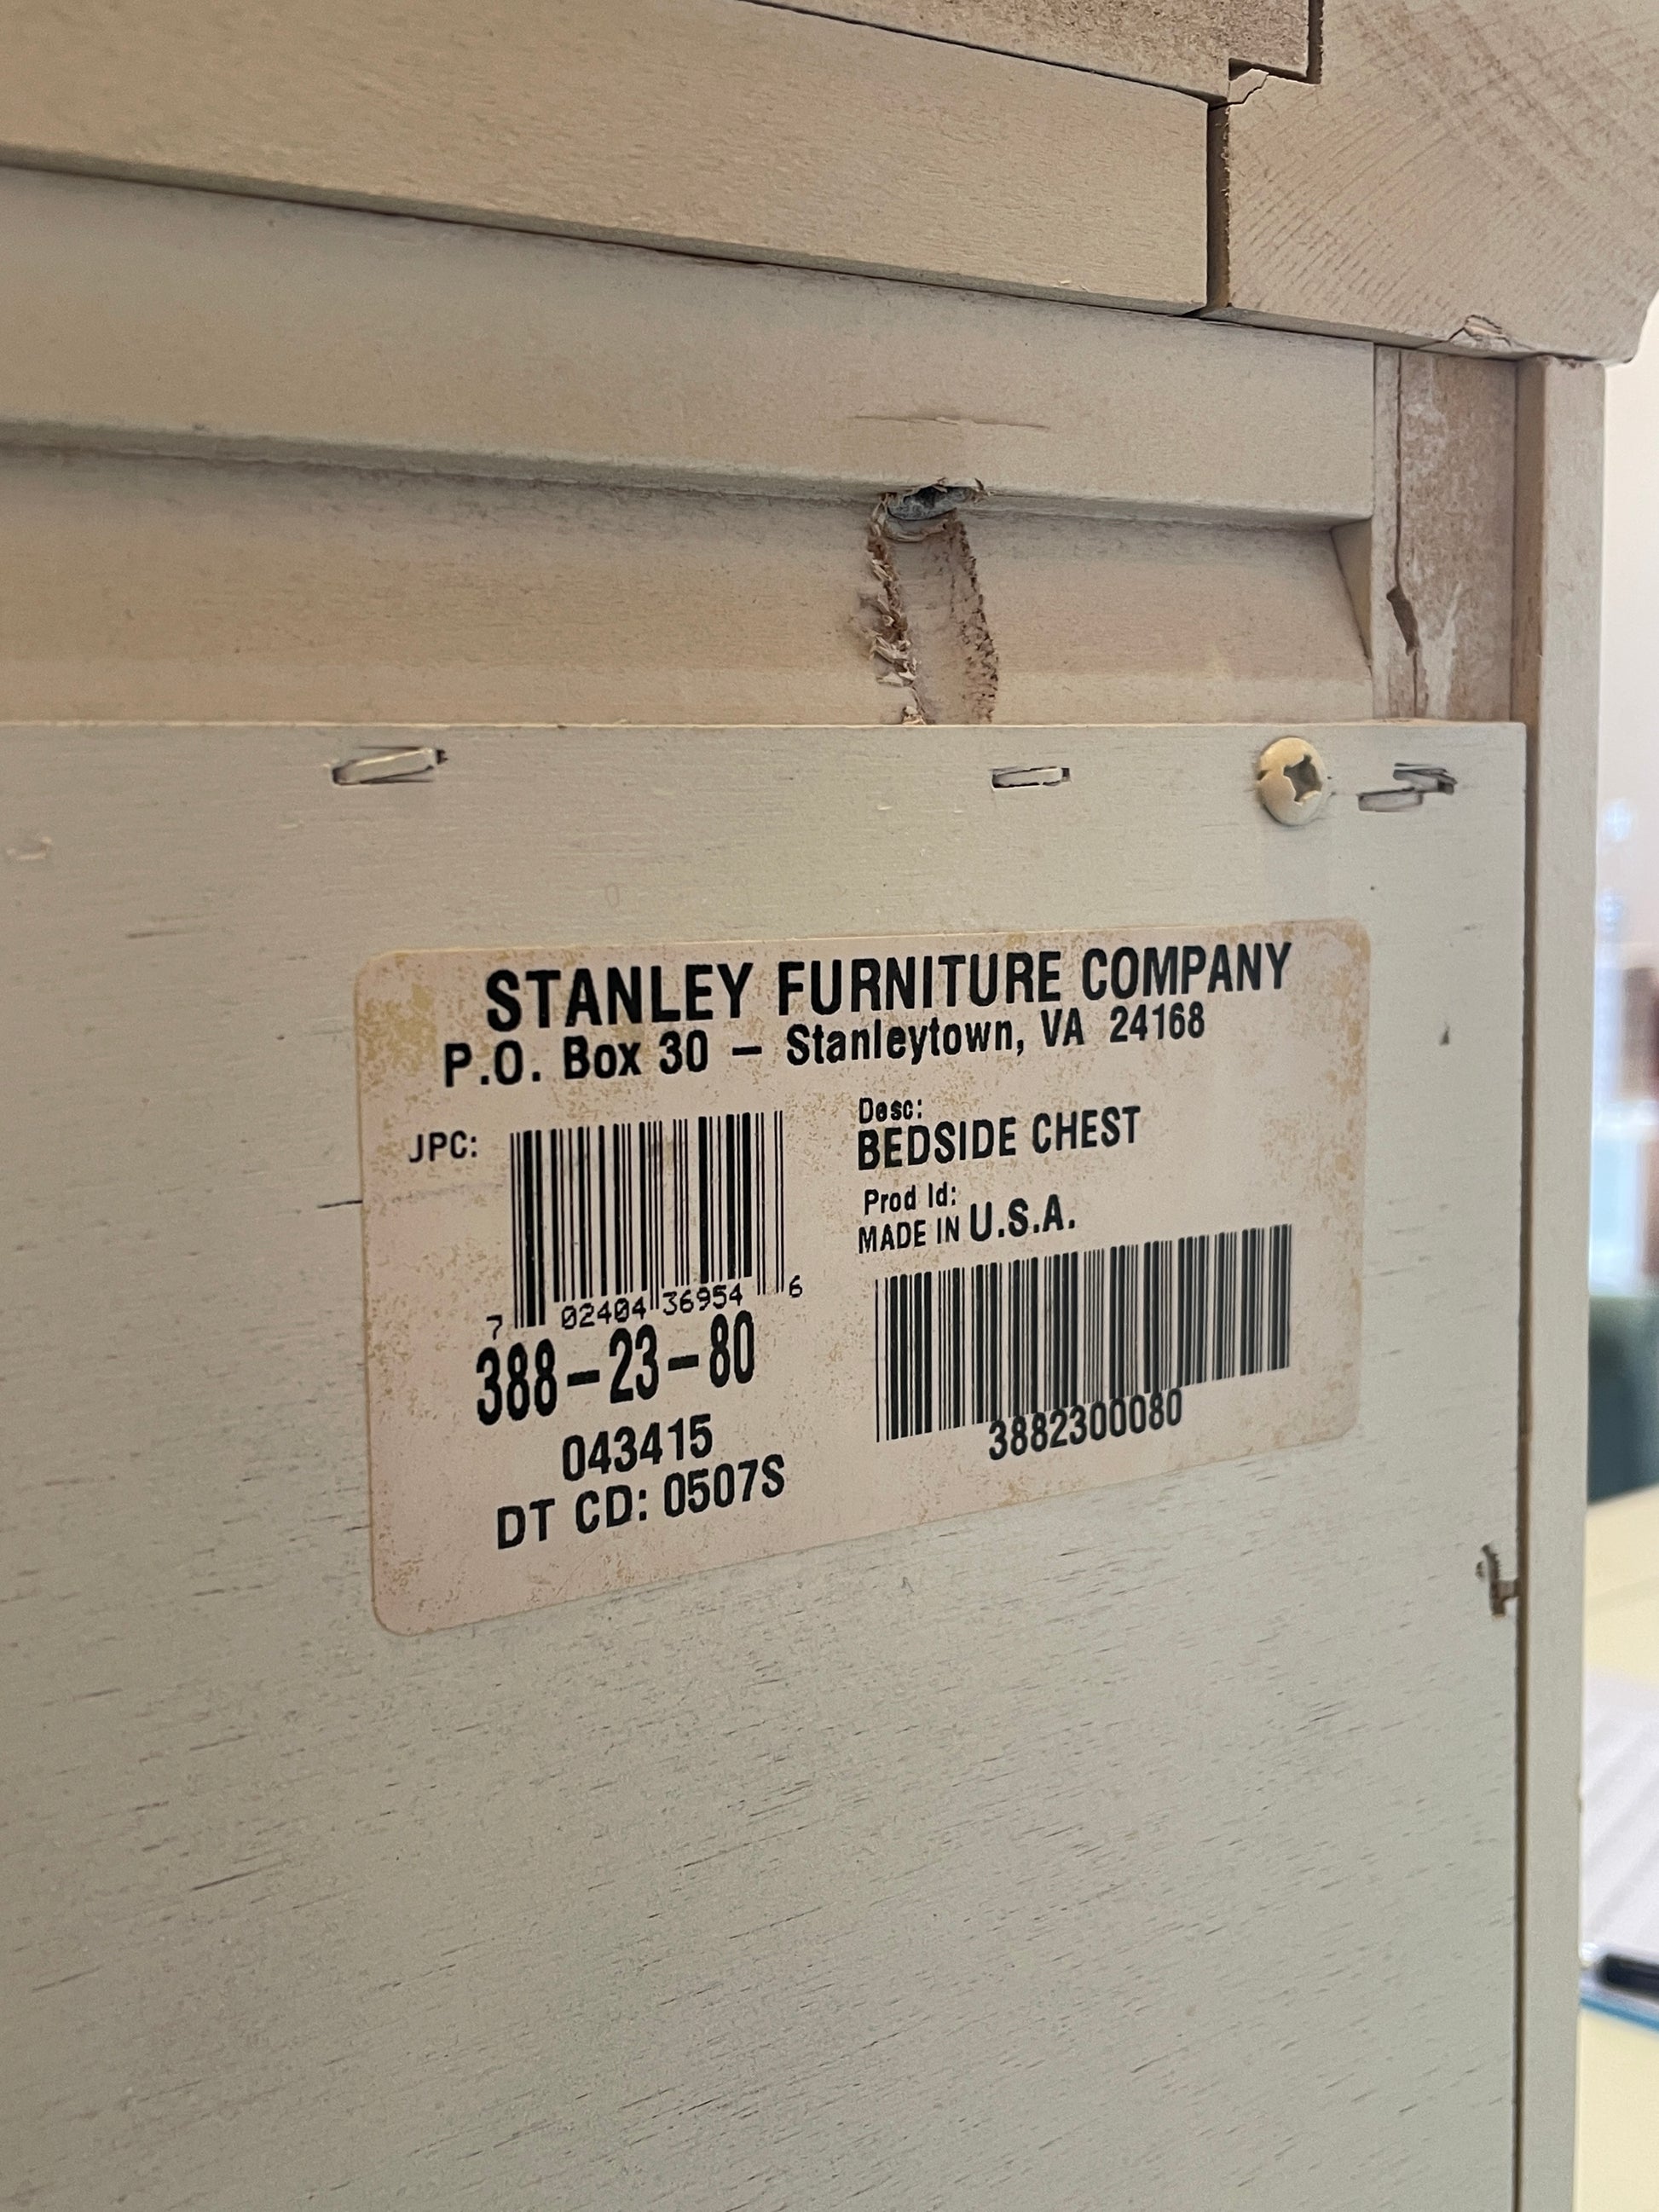 STANLEY FURNITURE COMPANY
P.O. Box 30 – Stanleytown, VA 24168
JPC:
7 02404 36954 6
388-23-80
043415
DT CD: 0507S
Desc:
BEDSIDE CHEST
Prod Id:
MADE IN U.S.A.
3882300080